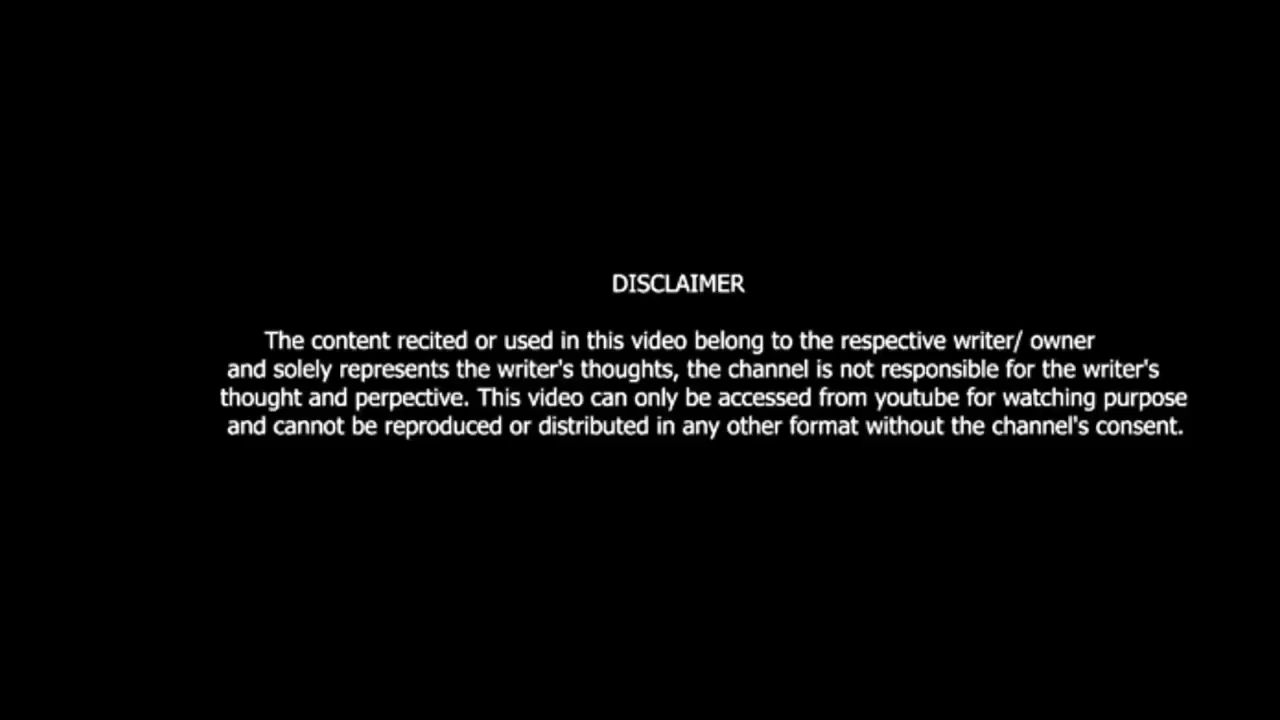 DISCLAIMER
The content recited or used in this video belong to the respective writer/ owner
and solely represents the writer's thoughts, the channel is not responsible for the writer's
thought and perpective. This video can only be accessed from youtube for watching purpose
and cannot be reproduced or distributed in any other format without the channel's consent.